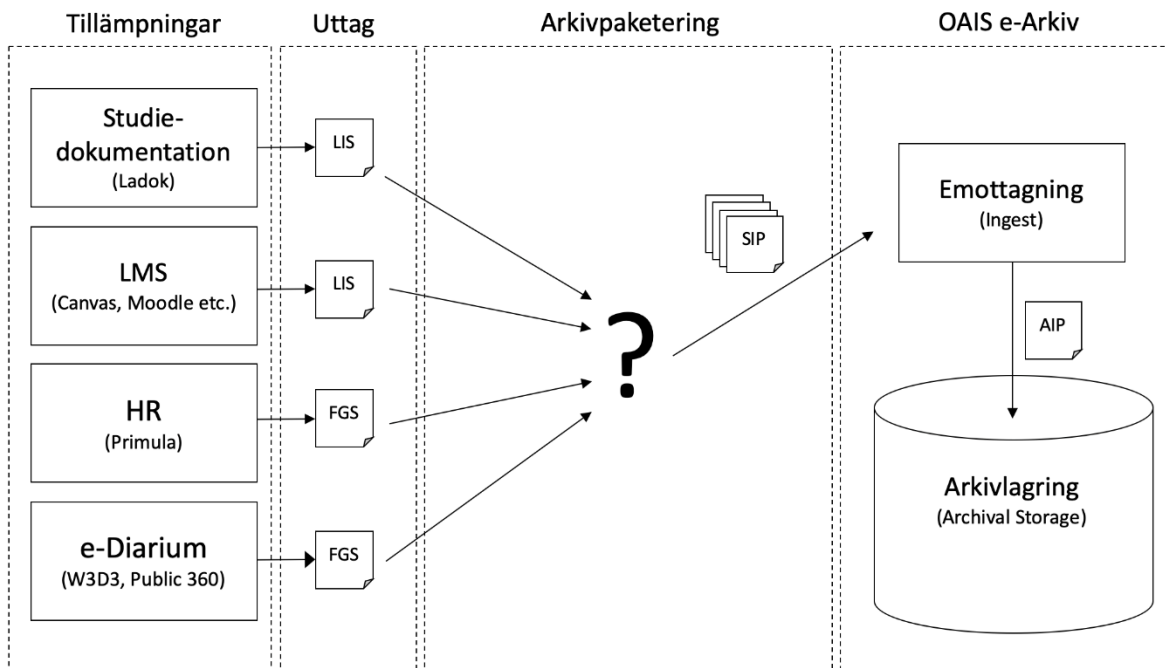 Tillämpningar
Uttag
Arkivpaketering
OAIS e-Arkiv
Studie-
dokumentation
(Ladok)
LIS
LMS
(Canvas, Moodle etc.)
LIS
HR
(Primula)
FGS
e-Diarium
(W3D3, Public 360)
FGS
?
SIP
Emottagning
(Ingest)
AIP
Arkivlagring
(Archival Storage)